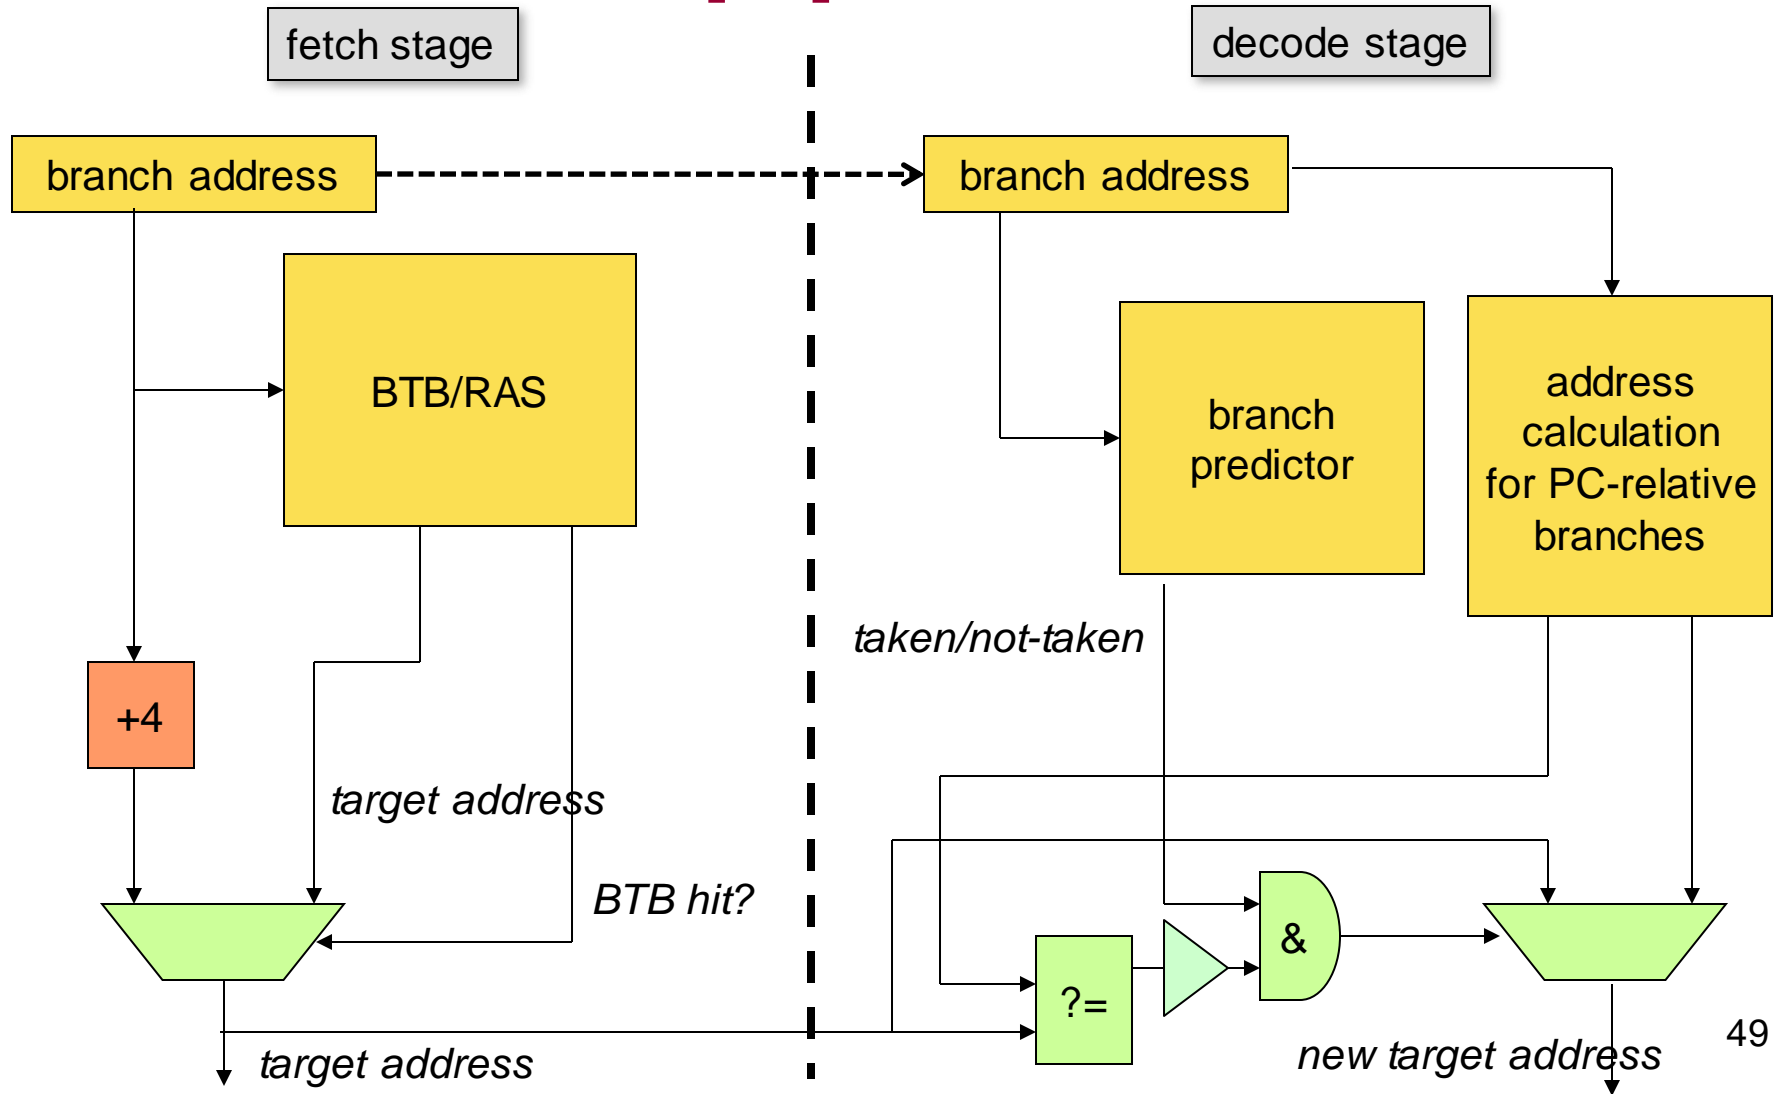 fetch stage
decode stage
branch address
branch address
BTB/RAS
branch
predictor
address
calculation
for PC-relative
branches
taken/not-taken
+4
target address
BTB hit?
&
?=
target address
new target address
49